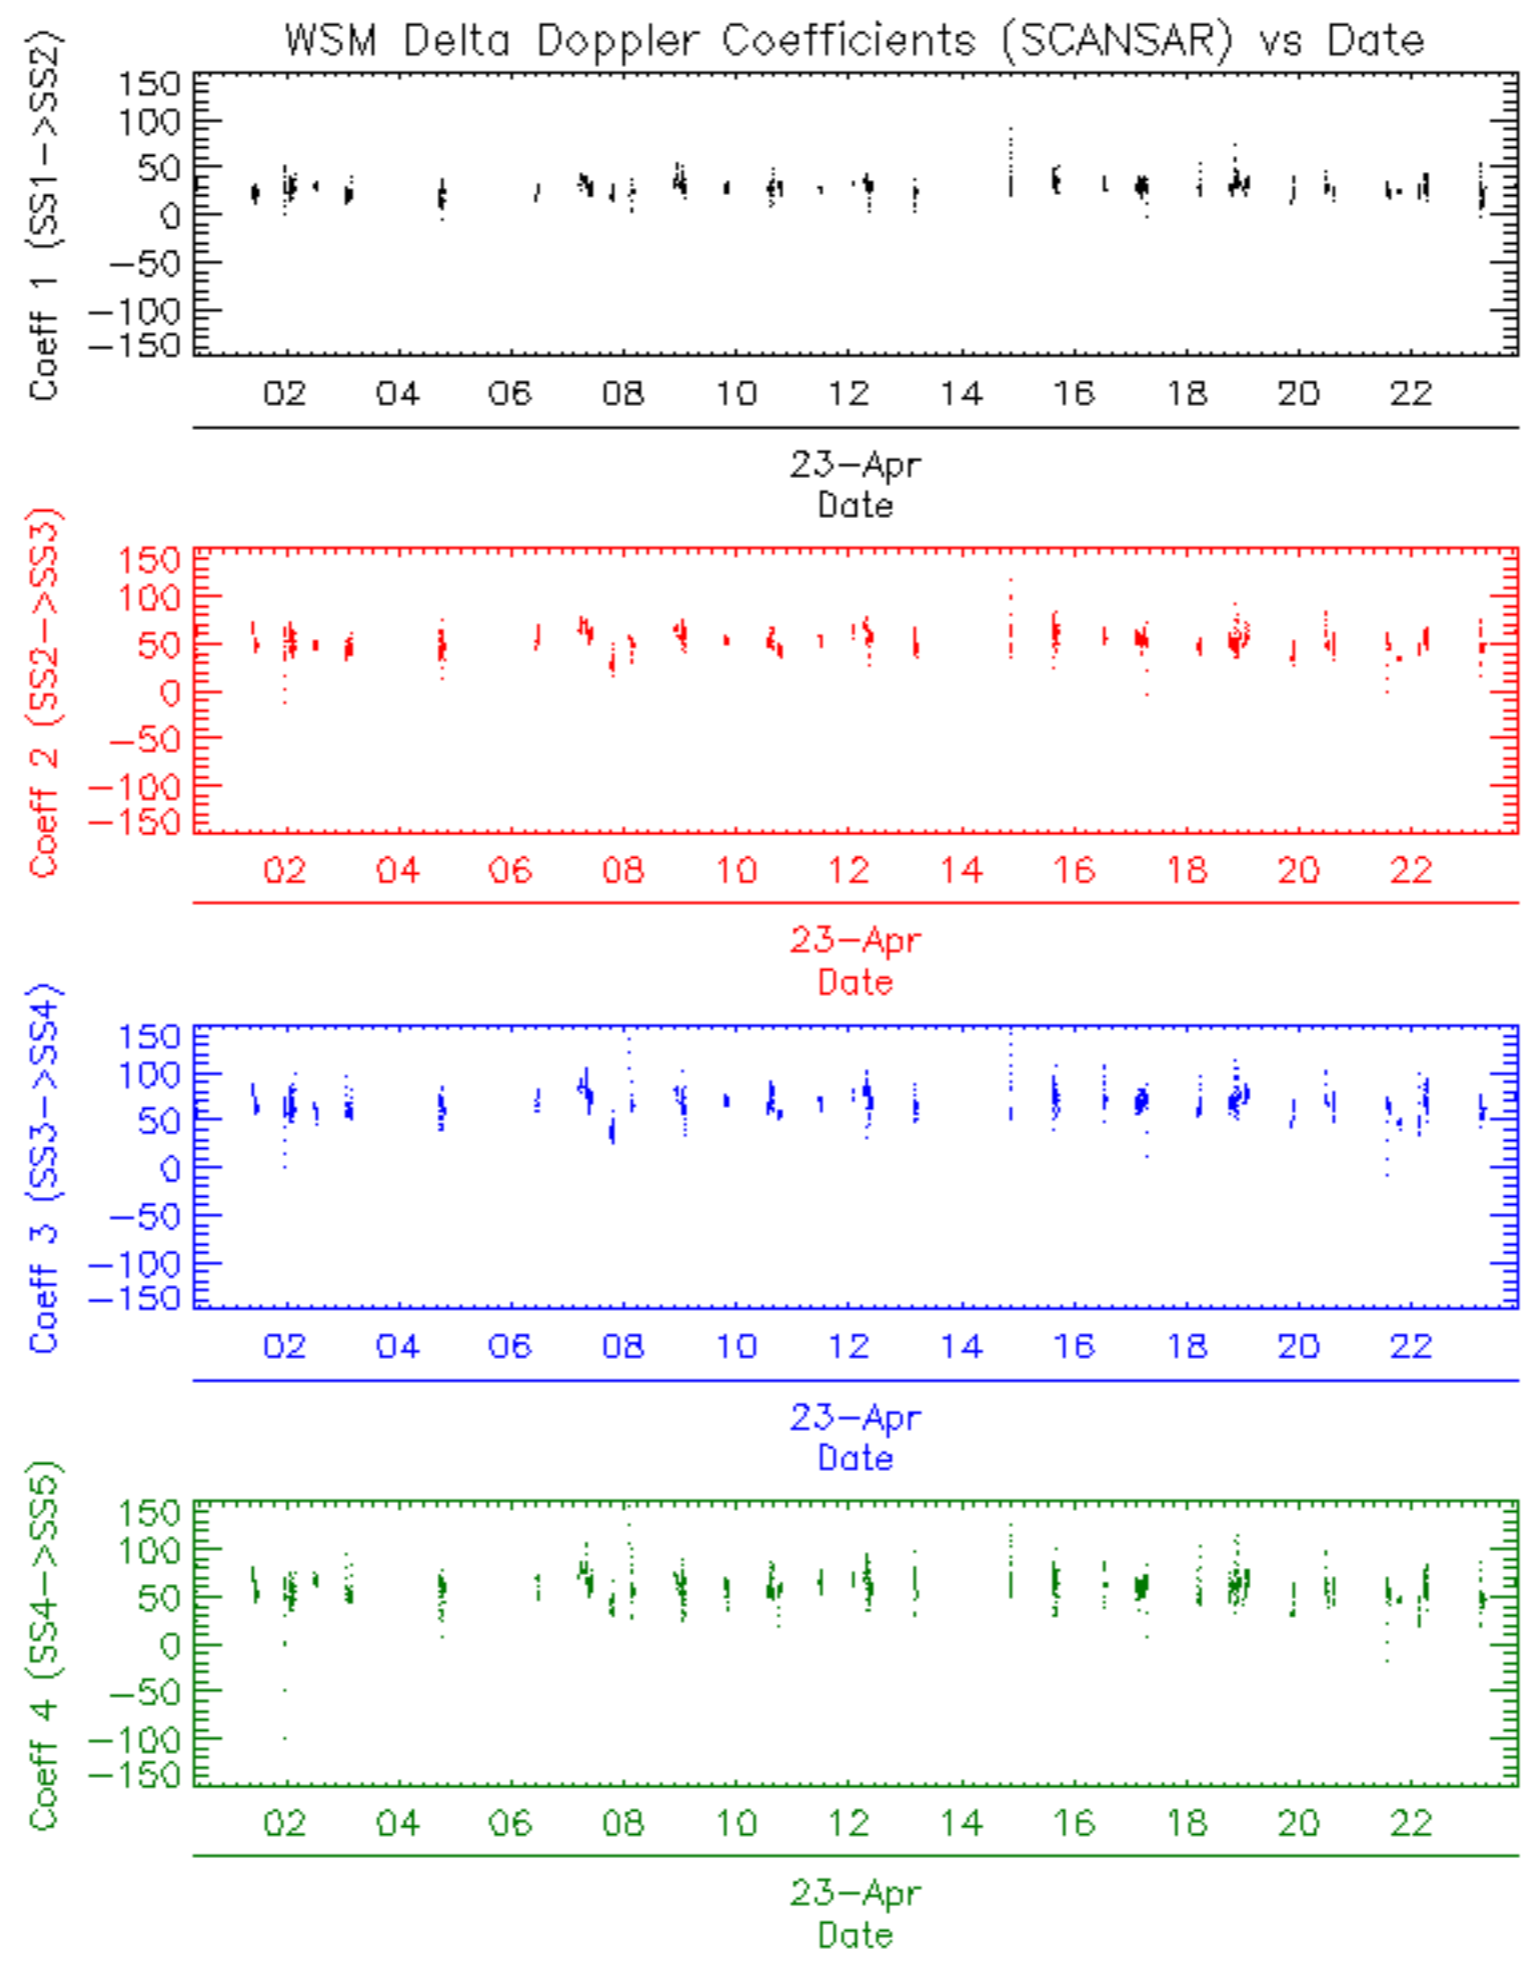 WSM Delta Doppler Coefficients (SCANSAR) vs Date
Coeff 1 (SS1->SS2)
150
100
50
0
-50
-100
-150
02 04 06 08 10 12 14 16 18 20 22
23-Apr
Date
Coeff 2 (SS2->SS3)
150
100
50
0
-50
-100
-150
02 04 06 08 10 12 14 16 18 20 22
23-Apr
Date
Coeff 3 (SS3->SS4)
150
100
50
0
-50
-100
-150
02 04 06 08 10 12 14 16 18 20 22
23-Apr
Date
Coeff 4 (SS4->SS5)
150
100
50
0
-50
-100
-150
02 04 06 08 10 12 14 16 18 20 22
23-Apr
Date